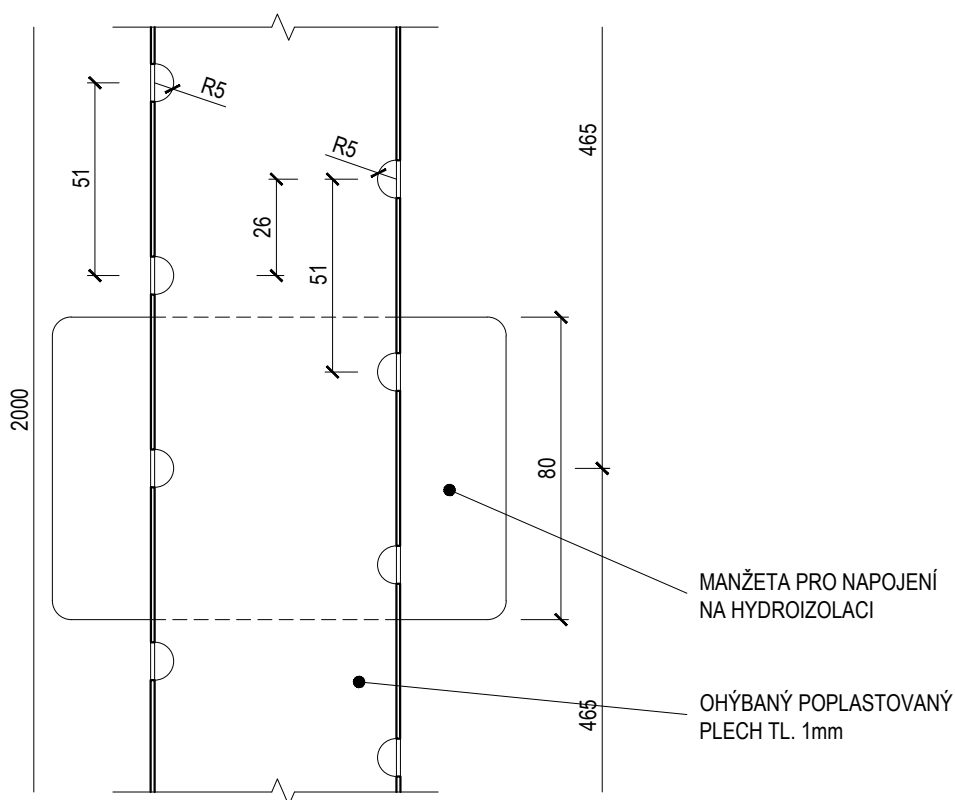 R5
R5
51
26
51
465
2000
80
MANŽETA PRO NAPOJENÍ
NA HYDROIZOLACI
465
OHÝBANÝ POPLASTOVANÝ
PLECH TL. 1mm